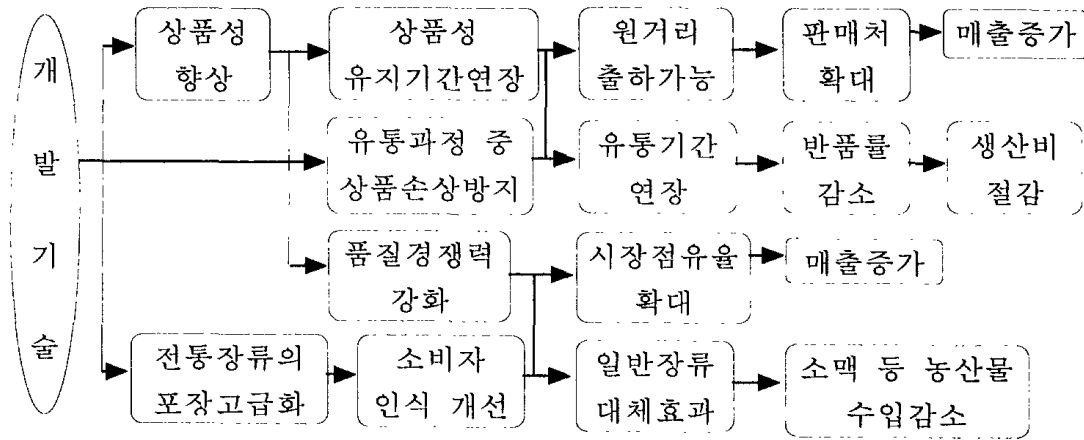 개발기술
상품성
향상
상품성
유지기간연장
원거리
출하가능
판매처
확대
매출증가
유통과정 중
상품손상방지
유통기간
연장
반품률
감소
생산비
절감
품질경쟁력
강화
시장점유율
확대
매출증가
전통장류의
포장고급화
소비자
인식 개선
일반장류
대체효과
소맥 등 농산물
수입감소